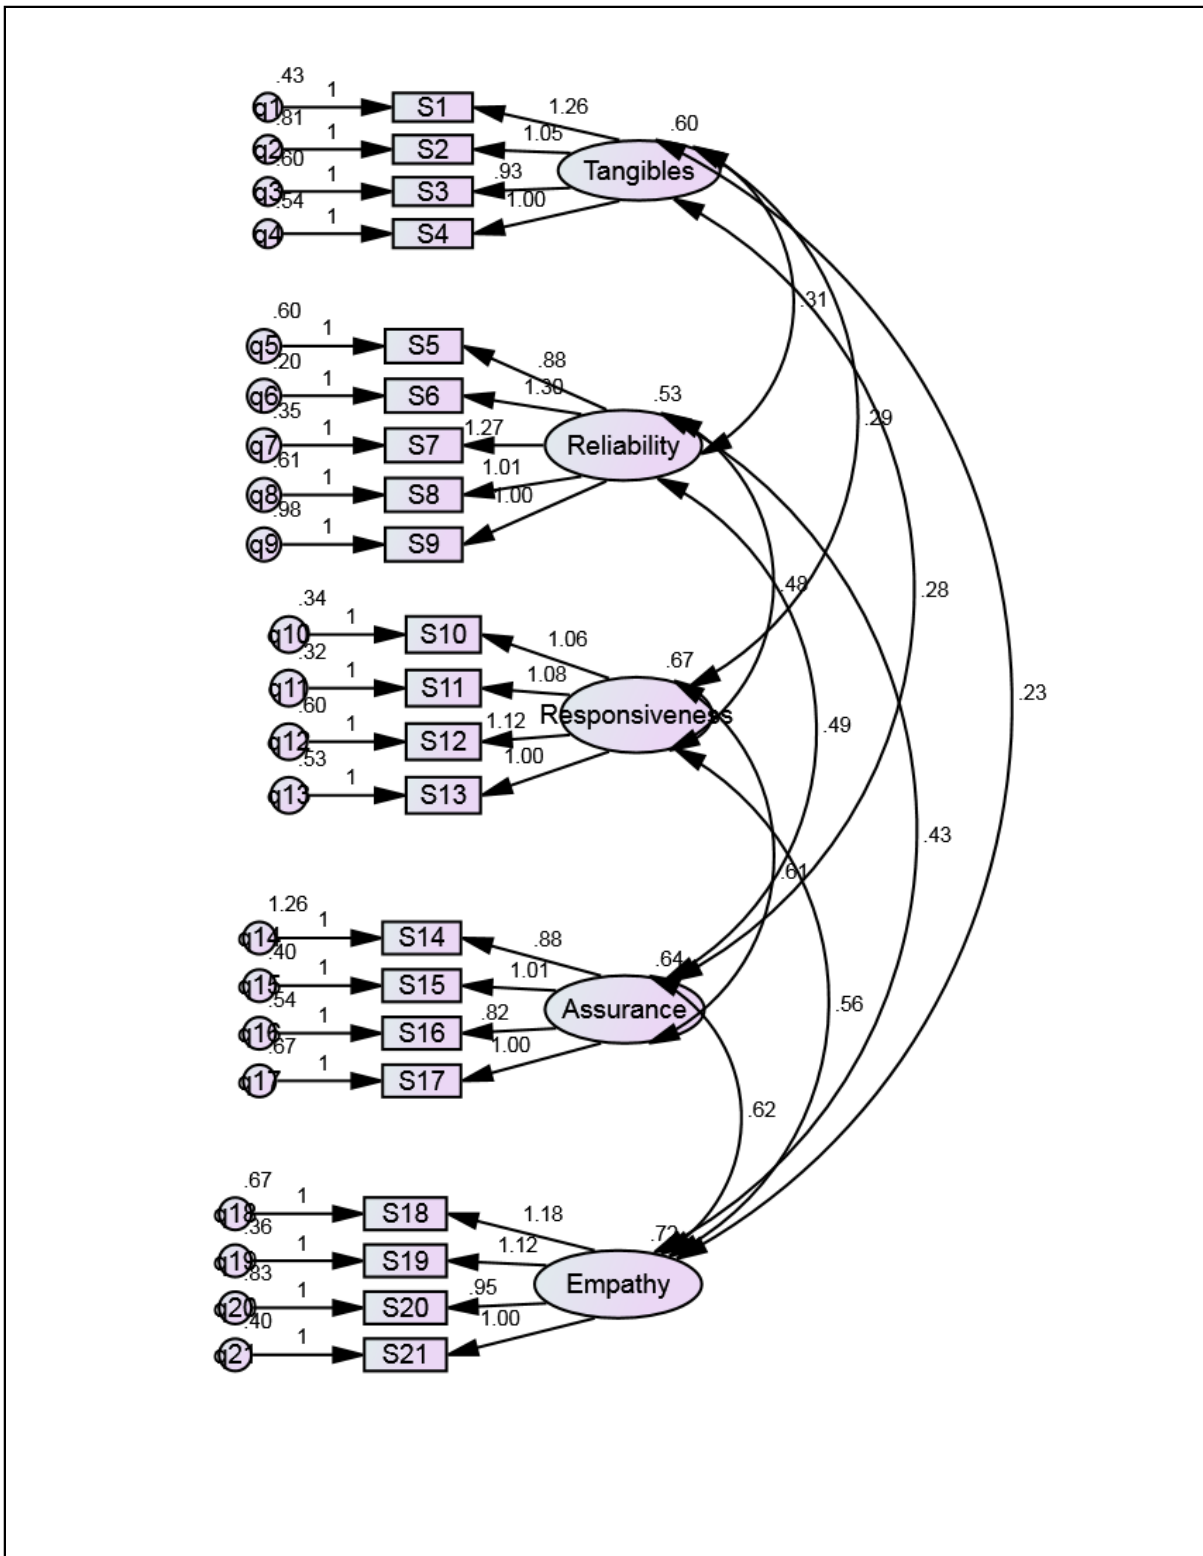 .43
q1 1 S1 1.26
.81
q2 1 S2 1.05 .60
.60
q3 1 S3 .93 Tangibles
.54
q4 1 S4 1.00
.31
.60
q5 1 S5 .88
.20
q6 1 S6 1.30 .53
.35
q7 1 S7 1.27 Reliability
.61
q8 1 S8 1.01
.98
q9 1 S9 1.00
.29
.48
.28
.34
q10 1 S10 1.06
.32
q11 1 S11 1.08 .67
.60
q12 1 S12 1.12 Responsiveness
.53
q13 1 S13 1.00
.23
.49
.43
.61
1.26
q14 1 S14 .88
.40
q15 1 S15 1.01 .64
.54
q16 1 S16 .82 Assurance
.67
q17 1 S17 1.00
.56
.62
.67
q18 1 S18 1.18
.36
q19 1 S19 1.12 .72
.83
q20 1 S20 .95 Empathy
.40
q21 1 S21 1.00